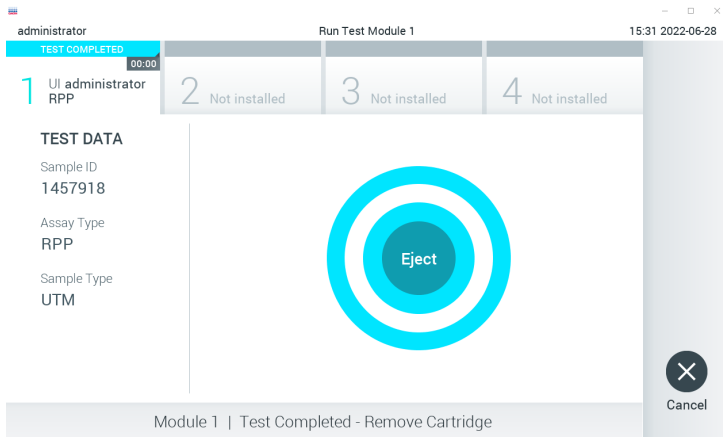 administrator
Run Test Module 1
15:31 2022-06-28
TEST COMPLETED
00:00
1
UI administrator
RPP
2 Not installed
3 Not installed
4 Not installed
TEST DATA
Sample ID
1457918
Assay Type
RPP
Sample Type
UTM
Eject
Cancel
Module 1 | Test Completed - Remove Cartridge